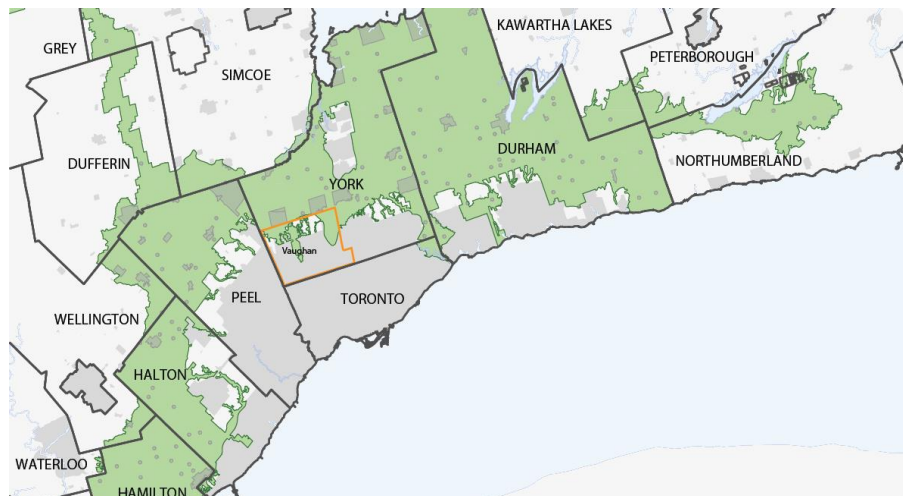 KAWARTHA LAKES
GREY
PETERBOROUGH
SIMCOE
DURHAM
DUFFERIN
NORTHUMBERLAND
YORK
Vaughan
PEEL
TORONTO
WELLINGTON
HALTON
WATERLOO
HAMILTON